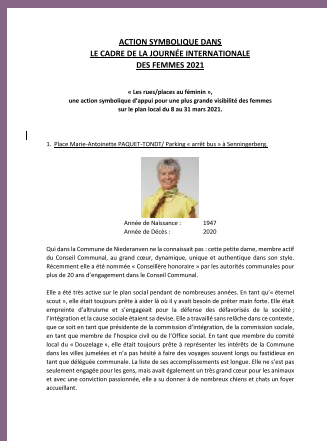 ACTION SYMBOLIQUE DANS
LE CADRE DE LA JOURNÉE INTERNATIONALE
DES FEMMES 2021
« Les rues/places au féminin »,
une action symbolique d'appui pour une plus grande visibilité des femmes
sur le plan local du 8 au 31 mars 2021.
1. Place Marie-Antoinette PAQUET-TONDT/ Parking « arrêt bus » à Senningerberg.
Année de Naissance : 1947
Année de Décès : 2020
Qui dans la Commune de Niederanven ne la connaissait pas : cette petite dame, membre actif
du Conseil Communal, au grand cœur, dynamique, unique et authentique dans son style.
Récemment elle a été nommée « Conseillère honoraire » par les autorités communales pour
plus de 20 ans d'engagement dans le Conseil Communal.
Elle a été très active sur le plan social pendant de nombreuses années. En tant qu'« éternel
scout », elle était toujours prête à aider là où il y avait besoin de prêter main forte. Elle était
empreinte d'altruisme et s'engageait pour la défense des défavorisés de la société ;
l'intégration et la cause sociale étaient sa devise. Elle a travaillé sans relâche dans ce contexte,
que ce soit en tant que présidente de la commission d'intégration, de la commission sociale,
en tant que membre de l'hospice civil ou de l'Office social. En tant que membre du comité
local du « Douzelage », elle était toujours prête à représenter les intérêts de la Commune
dans les villes jumelées et n'a pas hésité à faire des voyages souvent longs ou fastidieux en
tant que déléguée communale. La liste de ses accomplissements est longue. Elle ne s'est pas
seulement engagée pour les gens, mais avait également un très grand cœur pour les animaux
et avec une conviction passionnée, elle a su donner à de nombreux chiens et chats un foyer
accueillant.